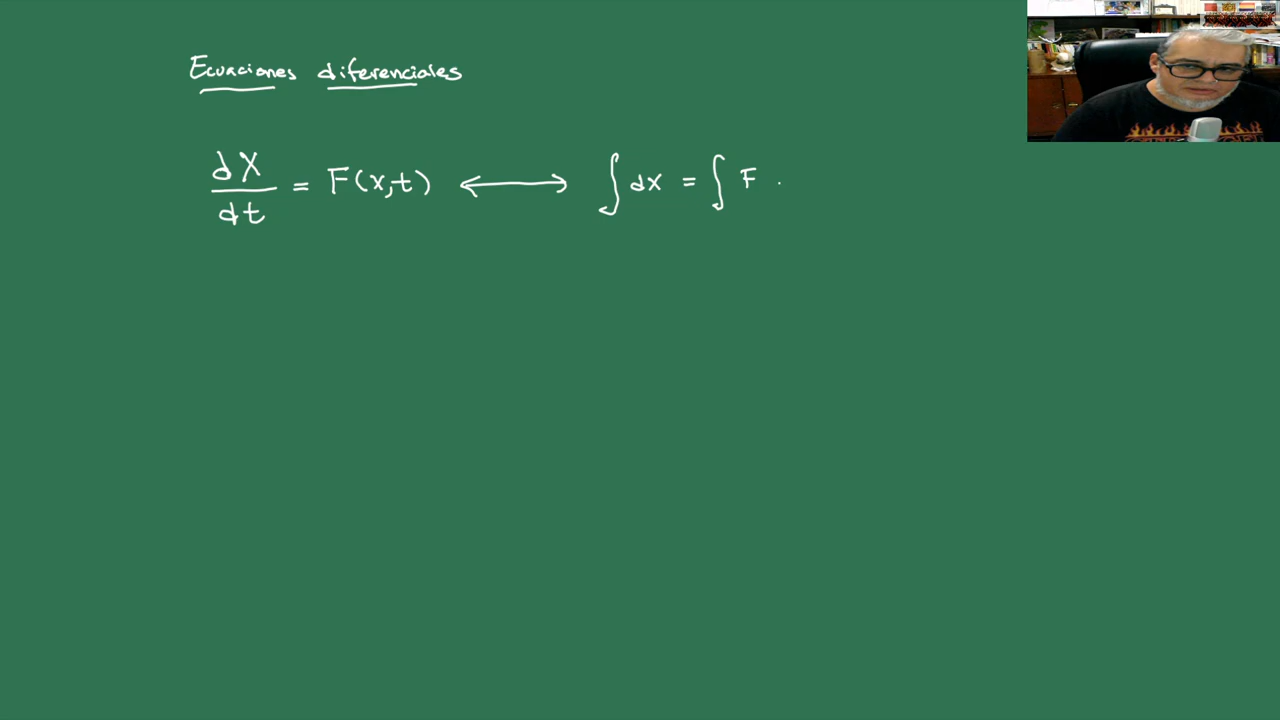 Ecuaciones diferenciales
dX/dt = F(x,t) ⟷ ∫ dx = ∫ F